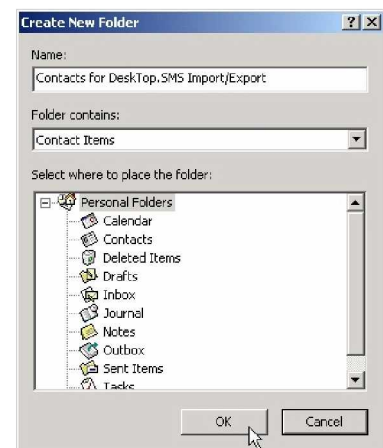 Create New Folder
Name:
Contacts for DeskTop.SMS Import/Export
Folder contains:
Contact Items
Select where to place the folder:
Personal Folders
Calendar
Contacts
Deleted Items
Drafts
Inbox
Journal
Notes
Outbox
Sent Items
Tasks
OK
Cancel